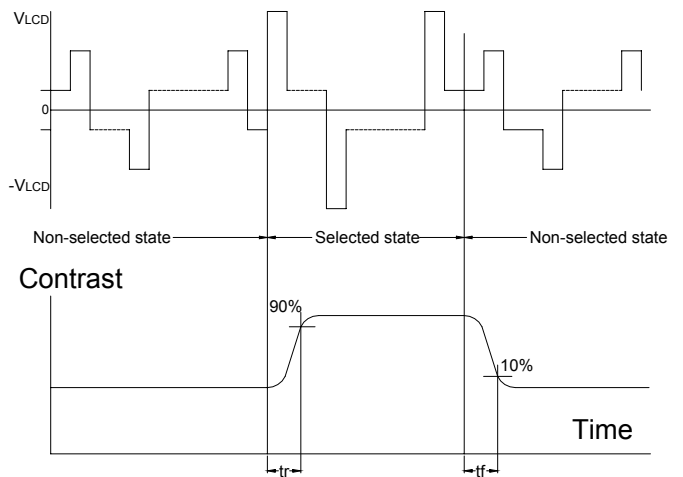 VLCD
0
-VLCD
Non-selected state Selected state Non-selected state
Contrast
90%
10%
Time
tr tf